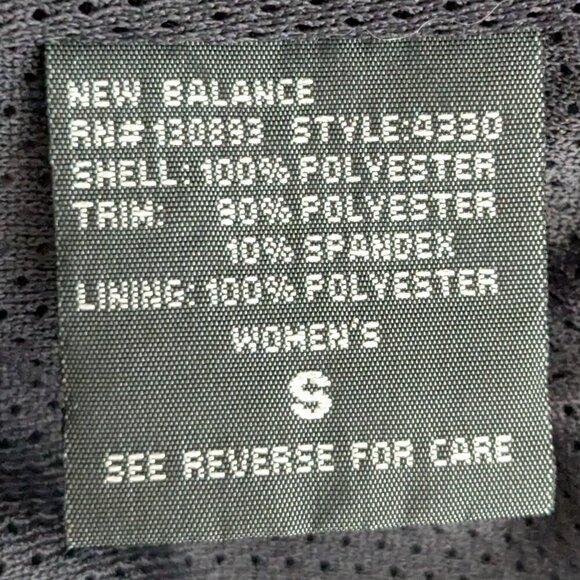 NEW BALANCE
RN# 130893 STYLE:4330
SHELL: 100% POLYESTER
TRIM: 90% POLYESTER
10% SPANDEX
LINING: 100% POLYESTER
WOMEN'S
S
SEE REVERSE FOR CARE